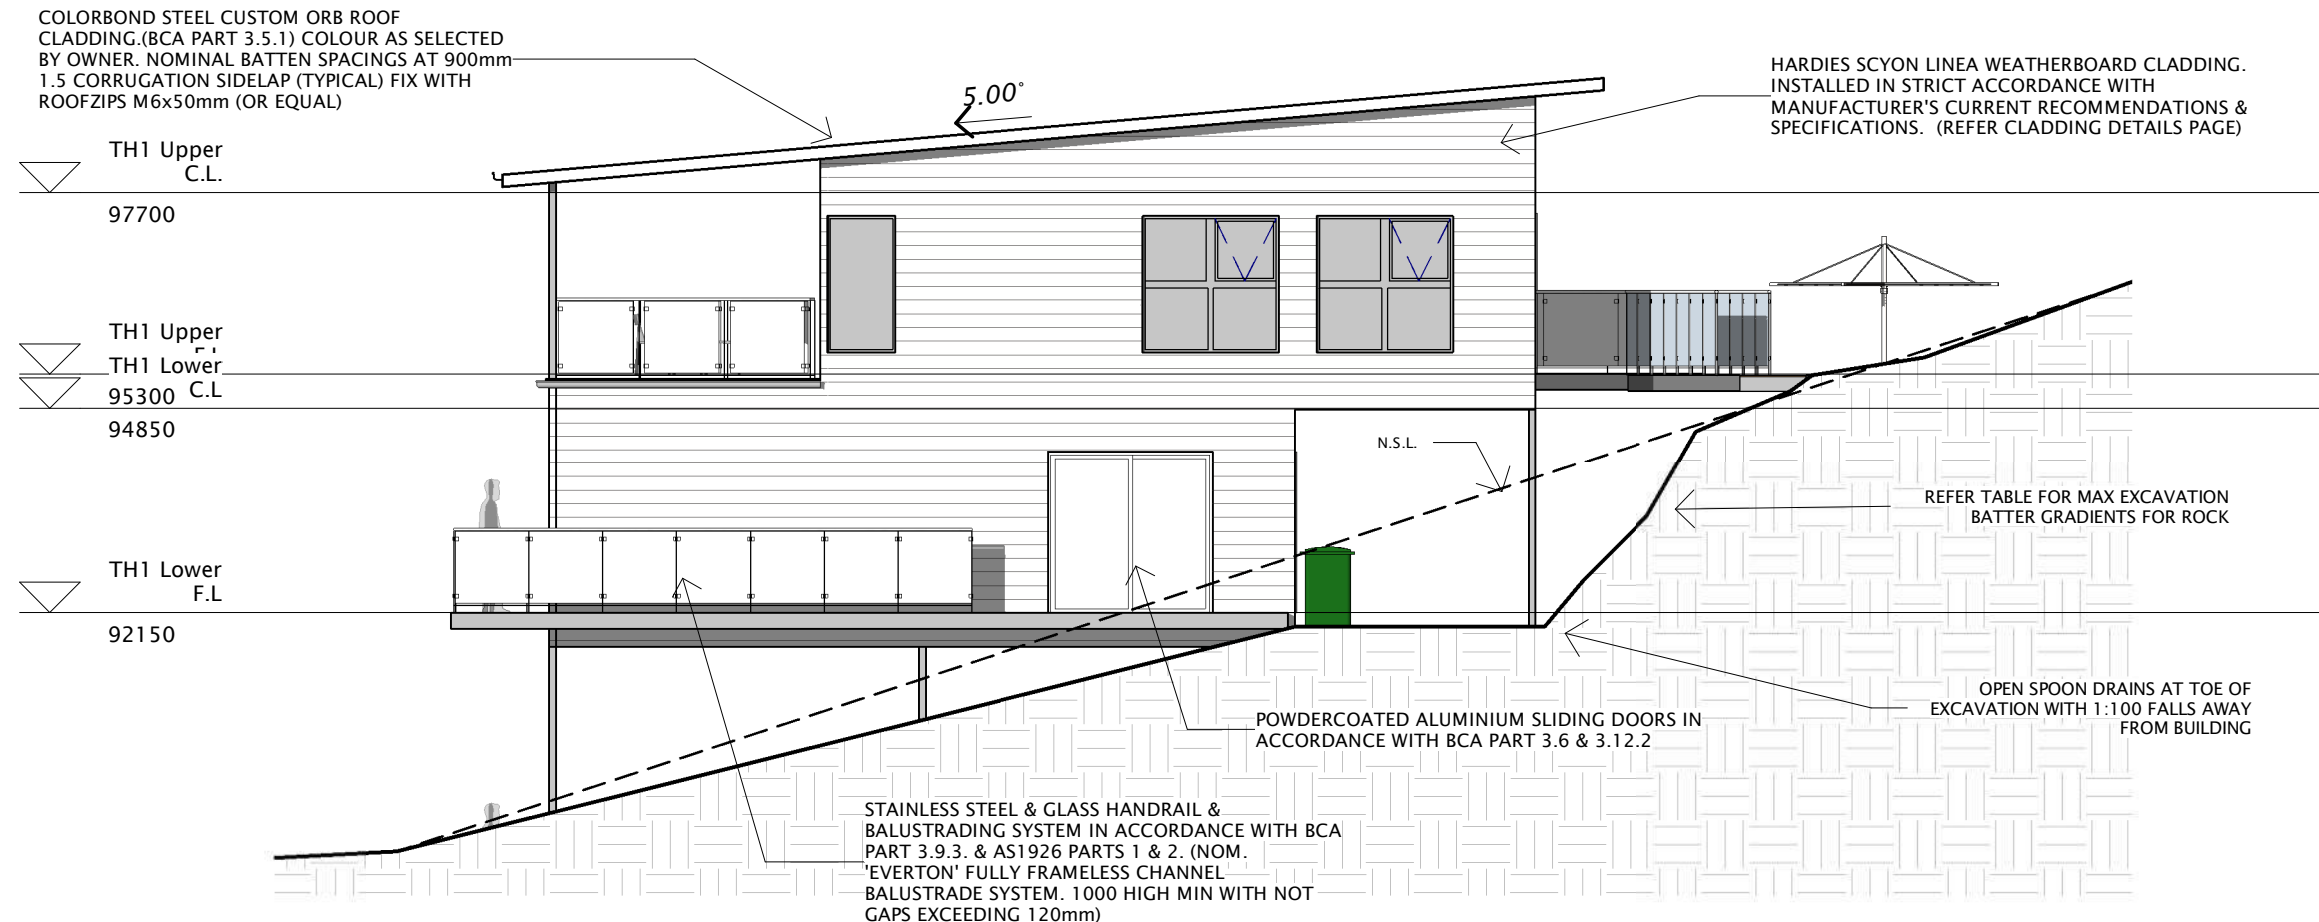 COLORBOND STEEL CUSTOM ORB ROOF
CLADDING.(BCA PART 3.5.1) COLOUR AS SELECTED
BY OWNER. NOMINAL BATTEN SPACINGS AT 900mm
1.5 CORRUGATION SIDELAP (TYPICAL) FIX WITH
ROOFZIPS M6x50mm (OR EQUAL)
5.00°
HARDIES SCYON LINEA WEATHERBOARD CLADDING.
INSTALLED IN STRICT ACCORDANCE WITH
MANUFACTURER'S CURRENT RECOMMENDATIONS &
SPECIFICATIONS. (REFER CLADDING DETAILS PAGE)
TH1 Upper
C.L.
97700
TH1 Upper
TH1 Lower
C.L
95300
94850
N.S.L.
REFER TABLE FOR MAX EXCAVATION
BATTER GRADIENTS FOR ROCK
TH1 Lower
F.L
92150
OPEN SPOON DRAINS AT TOE OF
EXCAVATION WITH 1:100 FALLS AWAY
FROM BUILDING
POWDERCOATED ALUMINIUM SLIDING DOORS IN
ACCORDANCE WITH BCA PART 3.6 & 3.12.2
STAINLESS STEEL & GLASS HANDRAIL &
BALUSTRADING SYSTEM IN ACCORDANCE WITH BCA
PART 3.9.3. & AS1926 PARTS 1 & 2. (NOM.
'EVERTON' FULLY FRAMELESS CHANNEL
BALUSTRADE SYSTEM. 1000 HIGH MIN WITH NOT
GAPS EXCEEDING 120mm)